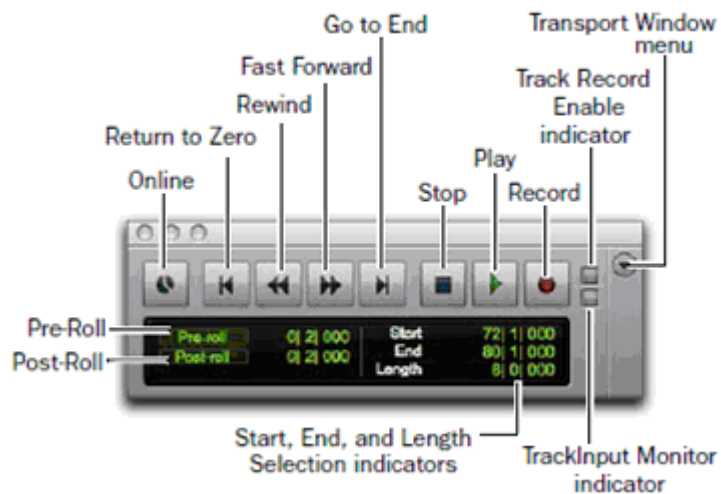 Go to End
Transport Window
menu
Fast Forward
Track Record
Enable
indicator
Rewind
Return to Zero
Play
Online
Stop
Record
Pre-Roll
Pre-roll 0| 2| 000
Start 72| 1| 000
Post-Roll
Post-roll 0| 2| 000
End 80| 1| 000
Length 8| 0| 000
Start, End, and Length
Selection indicators
TrackInput Monitor
indicator